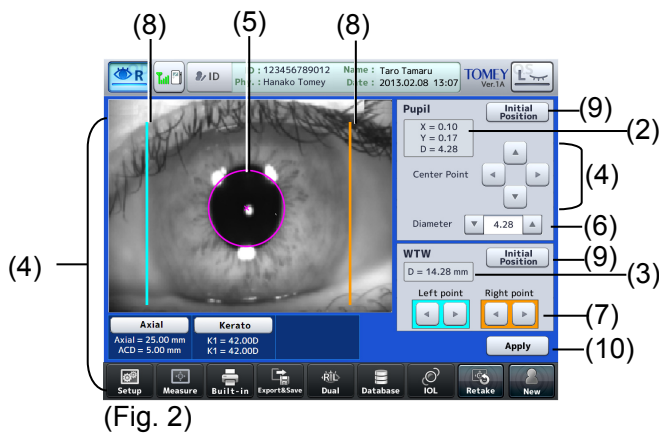 (8) (5) (8)
R ID ID : 123456789012 Name : Taro Tamaru TOMEY L
Phy. : Hanako Tomey Date : 2013.02.08 13:07 Ver.1A
Pupil Initial Position (9)
X = 0.10
Y = 0.17
D = 4.28
(2)
Center Point
(4)
Diameter 4.28 (6)
(4)
WTW Initial Position (9)
D = 14.28 mm (3)
Left point Right point
(7)
Axial Kerato
Axial = 25.00 mm K1 = 42.00D
ACD = 5.00 mm K1 = 42.00D
Apply (10)
Setup Measure Built-in Export&Save Dual Database IOL Retake New
(Fig. 2)